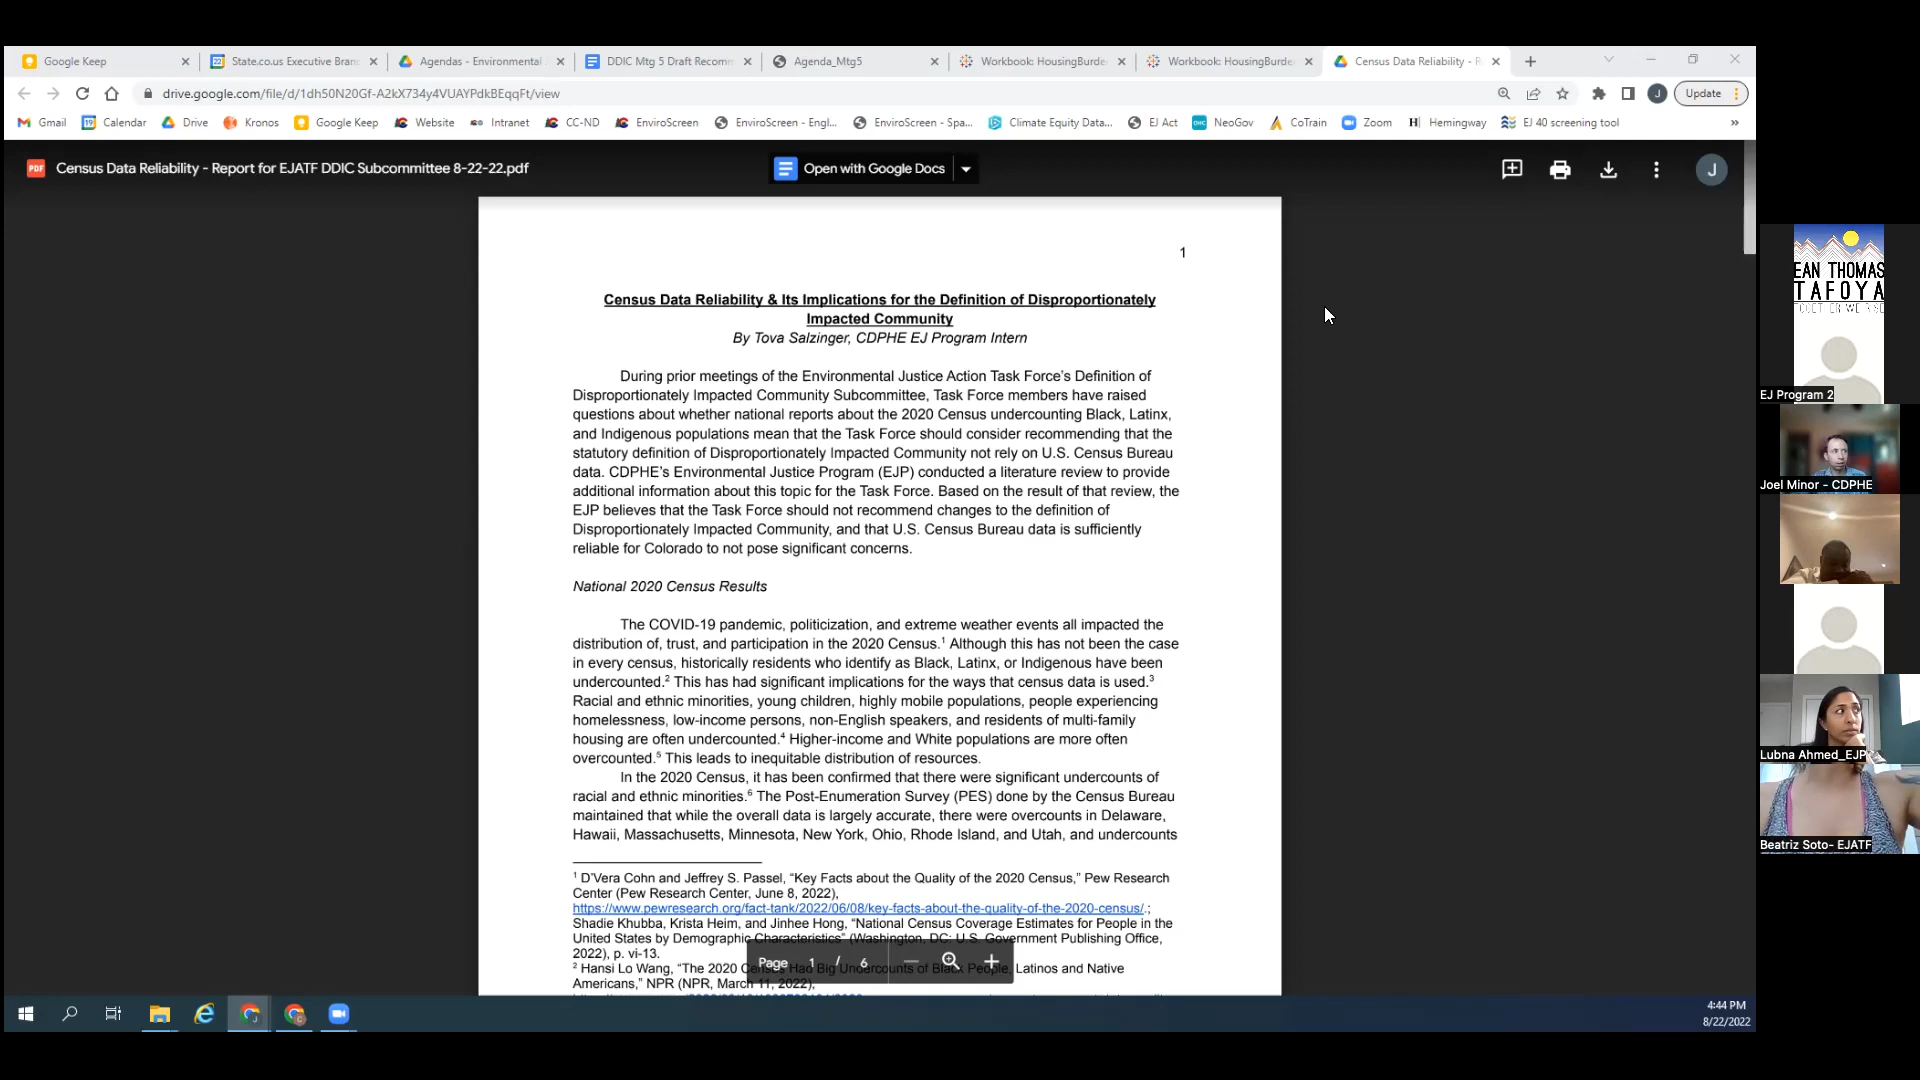 Google Keep
State.co.us Executive Bran
Agendas - Environmental
DDIC Mtg 5 Draft Recomm
Agenda_Mtg5
Workbook: HousingBurde
Workbook: HousingBurde
Census Data Reliability - R
drive.google.com/file/d/1dh50N20Gf-A2kX734y4VUAYPdkBEqqFt/view
Update
Gmail
Calendar
Drive
Kronos
Google Keep
Website
Intranet
CC-ND
EnviroScreen
EnviroScreen - Engl...
EnviroScreen - Spa...
Climate Equity Data...
EJ Act
NeoGov
CoTrain
Zoom
Hemingway
EJ 40 screening tool
»
PDF
Census Data Reliability - Report for EJATF DDIC Subcommittee 8-22-22.pdf
Open with Google Docs
J
1
Census Data Reliability & Its Implications for the Definition of Disproportionately
Impacted Community
By Tova Salzinger, CDPHE EJ Program Intern
During prior meetings of the Environmental Justice Action Task Force's Definition of
Disproportionately Impacted Community Subcommittee, Task Force members have raised
questions about whether national reports about the 2020 Census undercounting Black, Latinx,
and Indigenous populations mean that the Task Force should consider recommending that the
statutory definition of Disproportionately Impacted Community not rely on U.S. Census Bureau
data. CDPHE's Environmental Justice Program (EJP) conducted a literature review to provide
additional information about this topic for the Task Force. Based on the result of that review, the
EJP believes that the Task Force should not recommend changes to the definition of
Disproportionately Impacted Community, and that U.S. Census Bureau data is sufficiently
reliable for Colorado to not pose significant concerns.
National 2020 Census Results
The COVID-19 pandemic, politicization, and extreme weather events all impacted the
distribution of, trust, and participation in the 2020 Census.¹ Although this has not been the case
in every census, historically residents who identify as Black, Latinx, or Indigenous have been
undercounted.² This has had significant implications for the ways that census data is used.³
Racial and ethnic minorities, young children, highly mobile populations, people experiencing
homelessness, low-income persons, non-English speakers, and residents of multi-family
housing are often undercounted.⁴ Higher-income and White populations are more often
overcounted.⁵ This leads to inequitable distribution of resources.
In the 2020 Census, it has been confirmed that there were significant undercounts of
racial and ethnic minorities.⁶ The Post-Enumeration Survey (PES) done by the Census Bureau
maintained that while the overall data is largely accurate, there were overcounts in Delaware,
Hawaii, Massachusetts, Minnesota, New York, Ohio, Rhode Island, and Utah, and undercounts
¹ D'Vera Cohn and Jeffrey S. Passel, "Key Facts about the Quality of the 2020 Census," Pew Research
Center (Pew Research Center, June 8, 2022),
https://www.pewresearch.org/fact-tank/2022/06/08/key-facts-about-the-quality-of-the-2020-census/.;
Shadie Khubba, Krista Heim, and Jinhee Hong, "National Census Coverage Estimates for People in the
United States by Demographic Characteristics" (Washington, DC: U.S. Government Publishing Office,
2022), p. vi-13.
² Hansi Lo Wang, "The 2020 Census Had Big Undercounts of Black People, Latinos and Native
Americans," NPR (NPR, March 11, 2022),
Page 1 / 6
EAN THOMAS
TAFOYA
EJ Program 2
Joel Minor - CDPHE
Lubna Ahmed_EJP
Beatriz Soto- EJATF
4:44 PM
8/22/2022